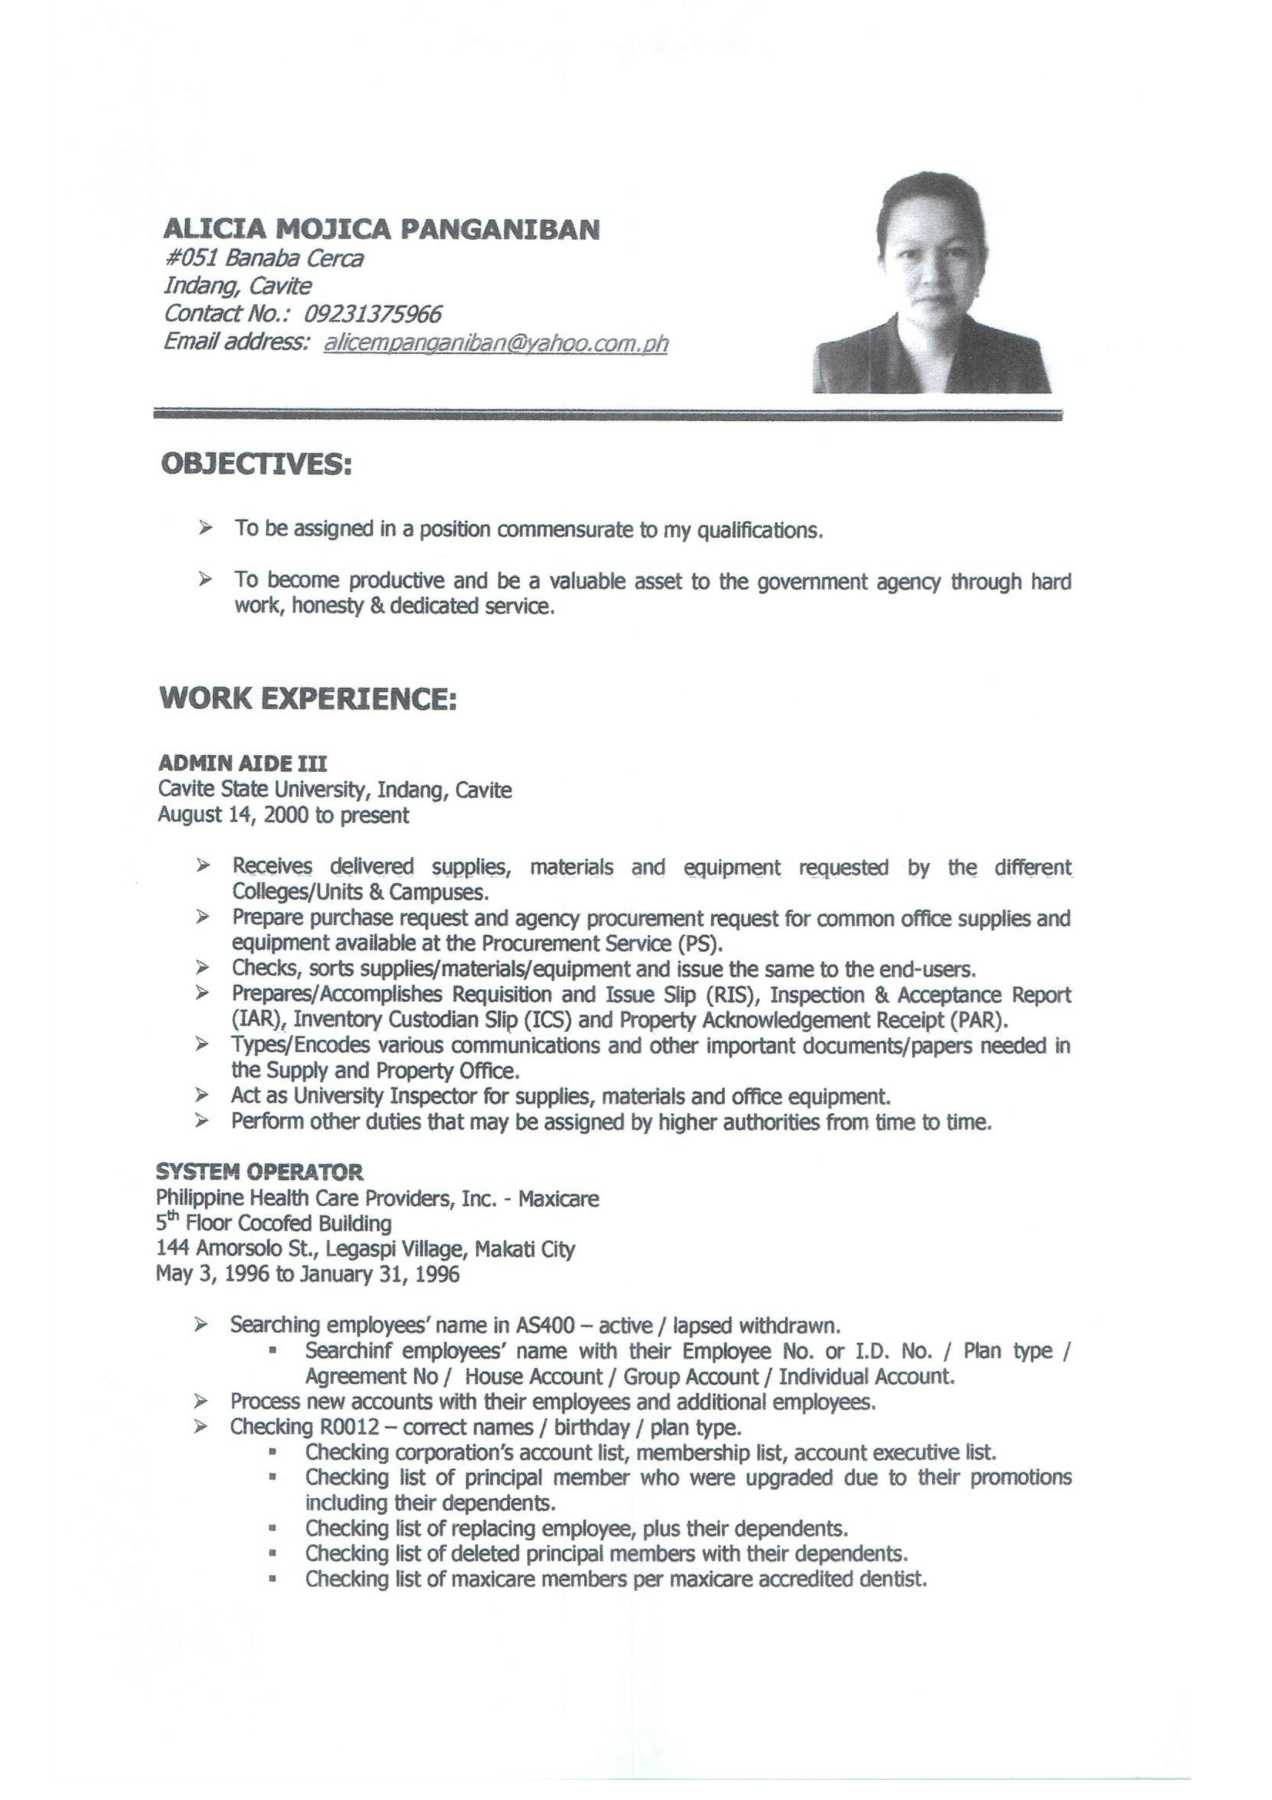 ALICIA MOJICA PANGANIBAN
#051 Banaba Cerca
Indang, Cavite
Contact No.: 09231375966
Email address: alicempanganiban@yahoo.com.ph
OBJECTIVES:
➢ To be assigned in a position commensurate to my qualifications.
➢ To become productive and be a valuable asset to the government agency through hard
work, honesty & dedicated service.
WORK EXPERIENCE:
ADMIN AIDE III
Cavite State University, Indang, Cavite
August 14, 2000 to present
➢ Receives delivered supplies, materials and equipment requested by the different
Colleges/Units & Campuses.
➢ Prepare purchase request and agency procurement request for common office supplies and
equipment available at the Procurement Service (PS).
➢ Checks, sorts supplies/materials/equipment and issue the same to the end-users.
➢ Prepares/Accomplishes Requisition and Issue Slip (RIS), Inspection & Acceptance Report
(IAR), Inventory Custodian Slip (ICS) and Property Acknowledgement Receipt (PAR).
➢ Types/Encodes various communications and other important documents/papers needed in
the Supply and Property Office.
➢ Act as University Inspector for supplies, materials and office equipment.
➢ Perform other duties that may be assigned by higher authorities from time to time.
SYSTEM OPERATOR
Philippine Health Care Providers, Inc. - Maxicare
5th Floor Cocofed Building
144 Amorsolo St., Legaspi Village, Makati City
May 3, 1996 to January 31, 1996
➢ Searching employees' name in AS400 – active / lapsed withdrawn.
▪ Searchinf employees' name with their Employee No. or I.D. No. / Plan type /
Agreement No / House Account / Group Account / Individual Account.
➢ Process new accounts with their employees and additional employees.
➢ Checking R0012 – correct names / birthday / plan type.
▪ Checking corporation's account list, membership list, account executive list.
▪ Checking list of principal member who were upgraded due to their promotions
including their dependents.
▪ Checking list of replacing employee, plus their dependents.
▪ Checking list of deleted principal members with their dependents.
▪ Checking list of maxicare members per maxicare accredited dentist.